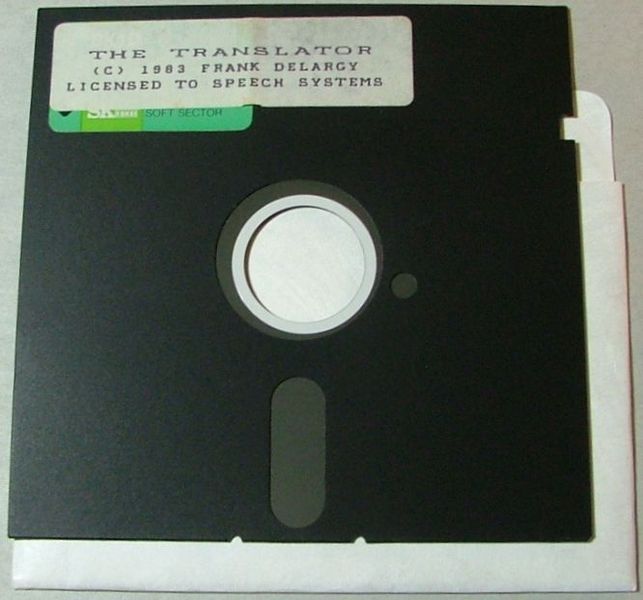 THE TRANSLATOR
(C) 1983 FRANK DELARGY
LICENSED TO SPEECH SYSTEMS
SOFT SECTOR